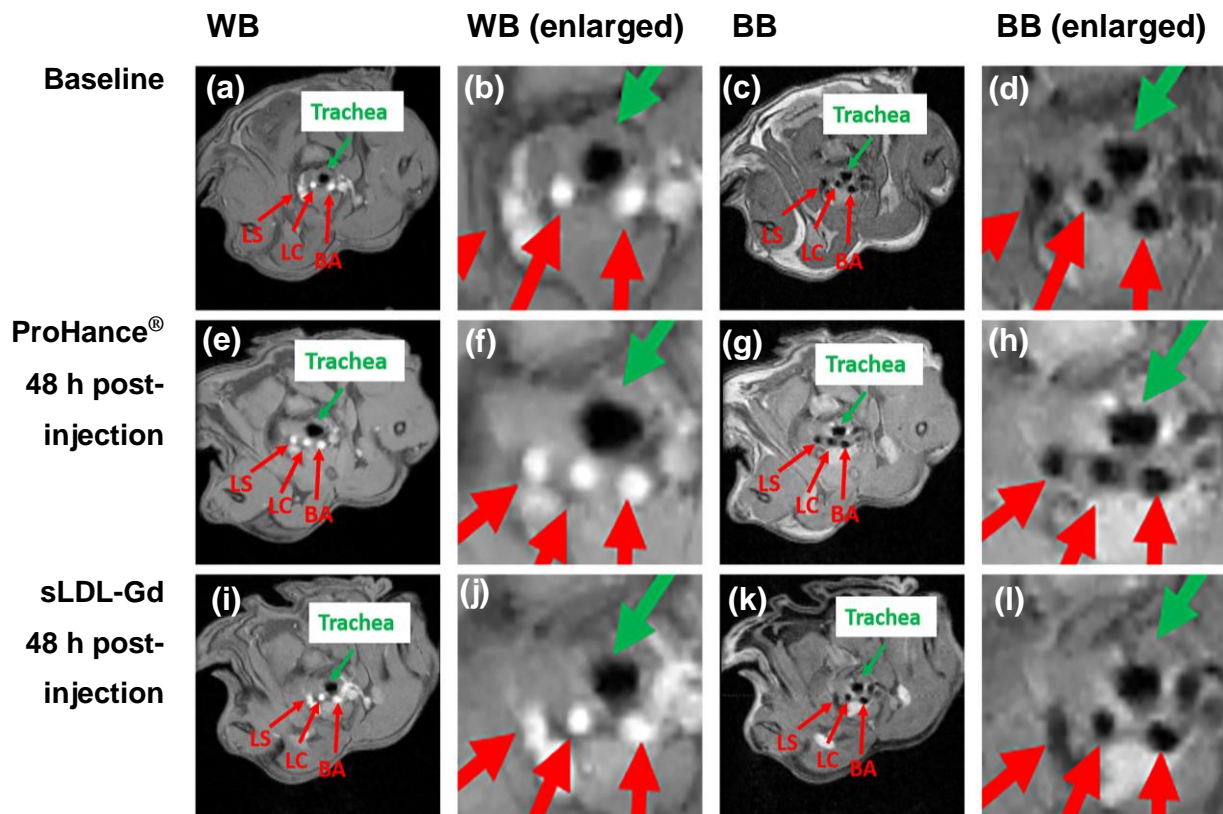 WB
WB (enlarged)
BB
BB (enlarged)
Baseline
(a)
Trachea
LS
LC
BA
(b)
(c)
Trachea
LS
LC
BA
(d)
ProHance®
48 h post-
injection
(e)
Trachea
LS
LC
BA
(f)
(g)
Trachea
LS
LC
BA
(h)
sLDL-Gd
48 h post-
injection
(i)
Trachea
LS
LC
BA
(j)
(k)
Trachea
LS
LC
BA
(l)